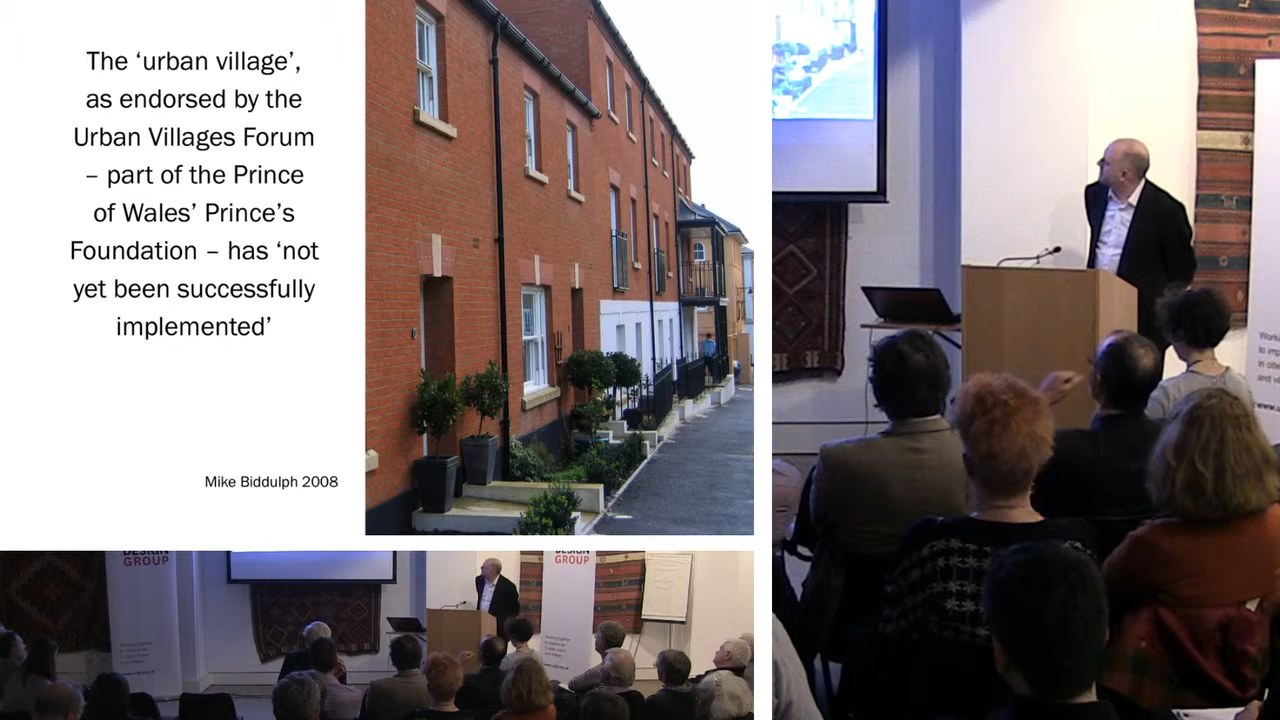 The ‘urban village’,
as endorsed by the
Urban Villages Forum
– part of the Prince
of Wales’ Prince’s
Foundation – has ‘not
yet been successfully
implemented’
Mike Biddulph 2008
DESIGN
GROUP
DESIGN
GROUP